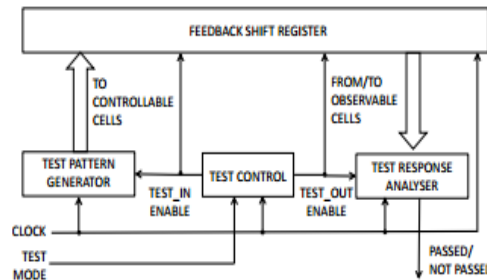 FEEDBACK SHIFT REGISTER
TO
CONTROLLABLE
CELLS
FROM/TO
OBSERVABLE
CELLS
TEST PATTERN
GENERATOR
TEST CONTROL
TEST RESPONSE
ANALYSER
TEST_IN
ENABLE
TEST_OUT
ENABLE
CLOCK
TEST
MODE
PASSED/
NOT PASSED